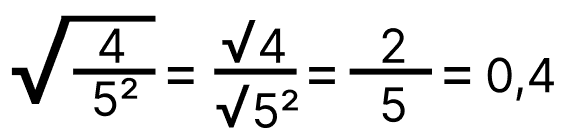 √(4/5²) = √4/√5² = 2/5 = 0,4